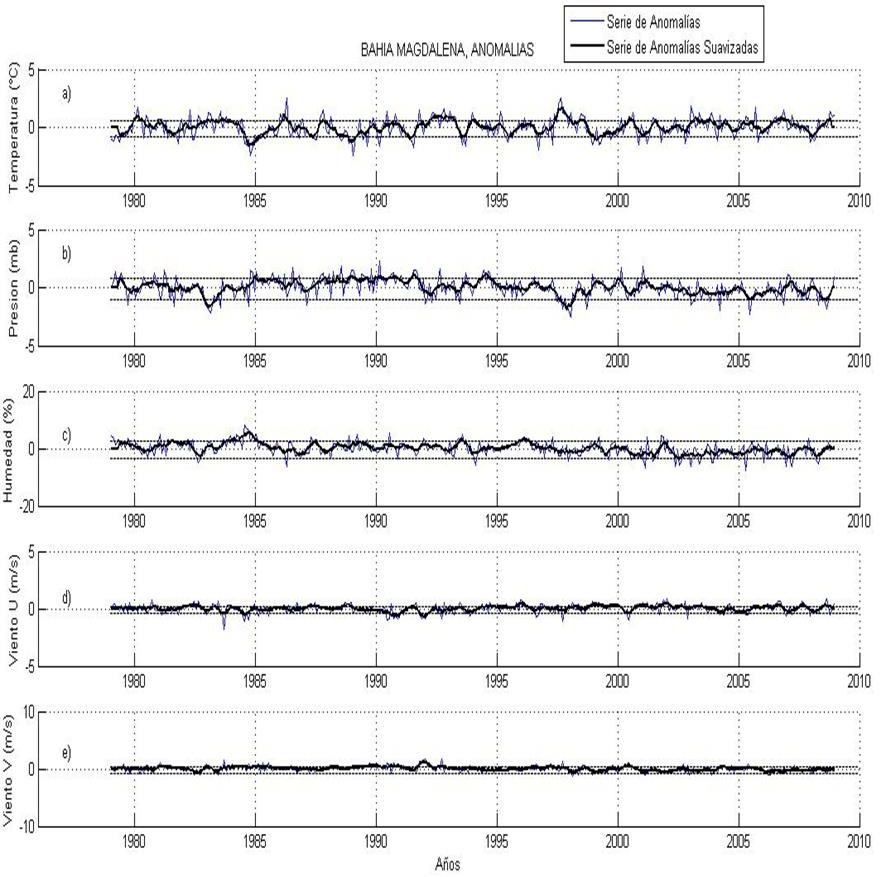 Serie de Anomalías
Serie de Anomalías Suavizadas
BAHIA MAGDALENA, ANOMALIAS
Temperatura (ºC)
5
0
-5
a)
1980 1985 1990 1995 2000 2005 2010
Presion (mb)
5
0
-5
b)
1980 1985 1990 1995 2000 2005 2010
Humedad (%)
20
0
-20
c)
1980 1985 1990 1995 2000 2005 2010
Viento U (m/s)
5
0
-5
d)
1980 1985 1990 1995 2000 2005 2010
Viento V (m/s)
10
0
-10
e)
1980 1985 1990 1995 2000 2005 2010
Años